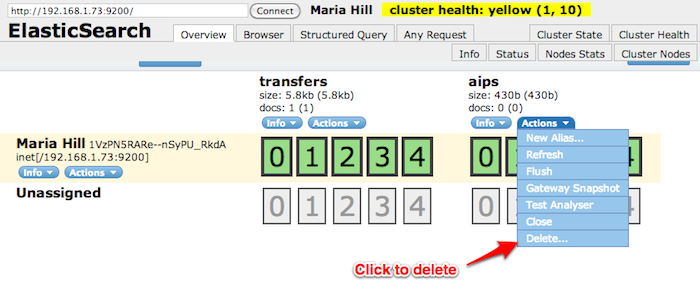 http://192.168.1.73:9200/ Connect Maria Hill cluster health: yellow (1, 10)
ElasticSearch Overview Browser Structured Query Any Request Cluster State Cluster Health
Info Status Nodes Stats Cluster Nodes
transfers aips
size: 5.8kb (5.8kb) size: 430b (430b)
docs: 1 (1) docs: 0 (0)
Info Actions Info Actions
Maria Hill 1VzPN5RARe--nSyPU_RkdA 0 1 2 3 4 0 4
inet[/192.168.1.73:9200]
Info Actions
Unassigned 0 1 2 3 4 0
New Alias...
Refresh
Flush
Gateway Snapshot
Test Analyser
Close
Delete...
Click to delete